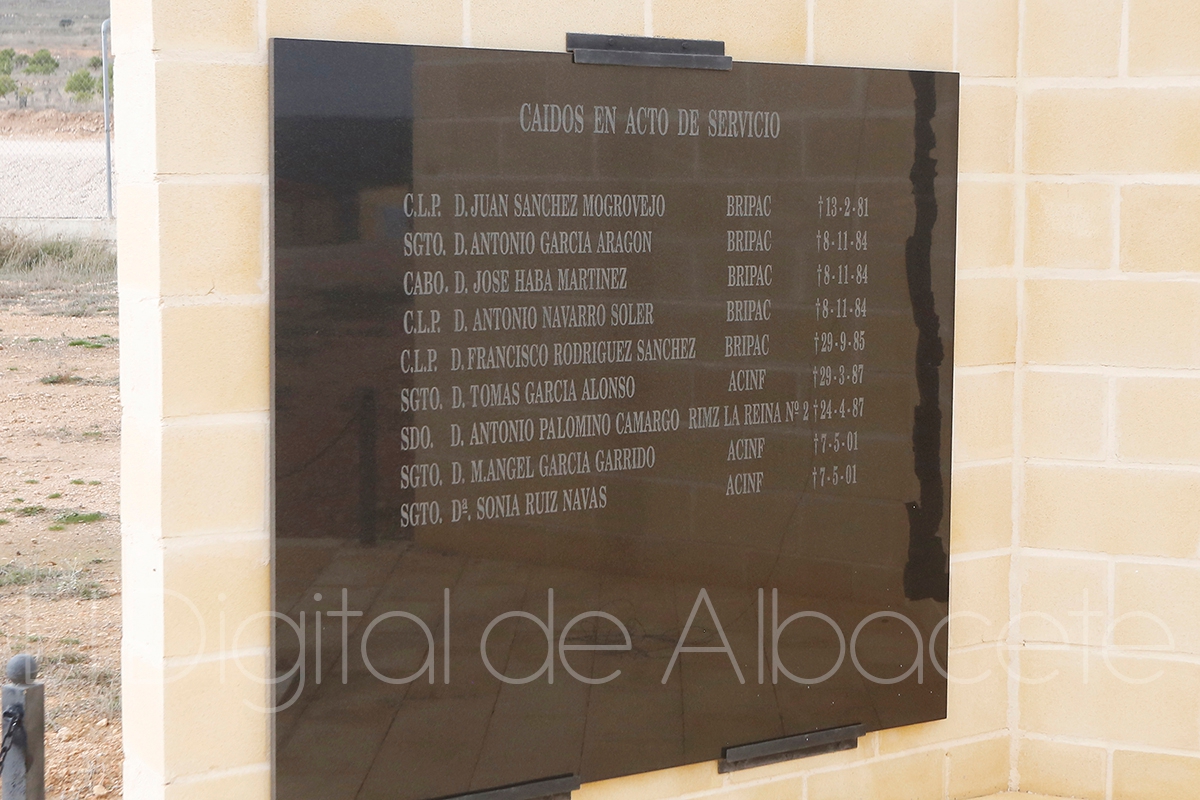 CAIDOS EN ACTO DE SERVICIO
C.L.P. D. JUAN SANCHEZ MOGROVEJO BRIPAC †13-2-81
SGTO. D. ANTONIO GARCIA ARAGON BRIPAC †8-11-84
CABO. D. JOSE HABA MARTINEZ BRIPAC †8-11-84
C.L.P. D. ANTONIO NAVARRO SOLER BRIPAC †8-11-84
C.L.P. D. FRANCISCO RODRIGUEZ SANCHEZ BRIPAC †29-9-85
SGTO. D. TOMAS GARCIA ALONSO ACINF †29-3-87
SDO. D. ANTONIO PALOMINO CAMARGO RIMZ LA REINA Nº 2 †24-4-87
SGTO. D. M.ANGEL GARCIA GARRIDO ACINF †7-5-01
SGTO. Dª. SONIA RUIZ NAVAS ACINF †7-5-01
El Digital de Albacete